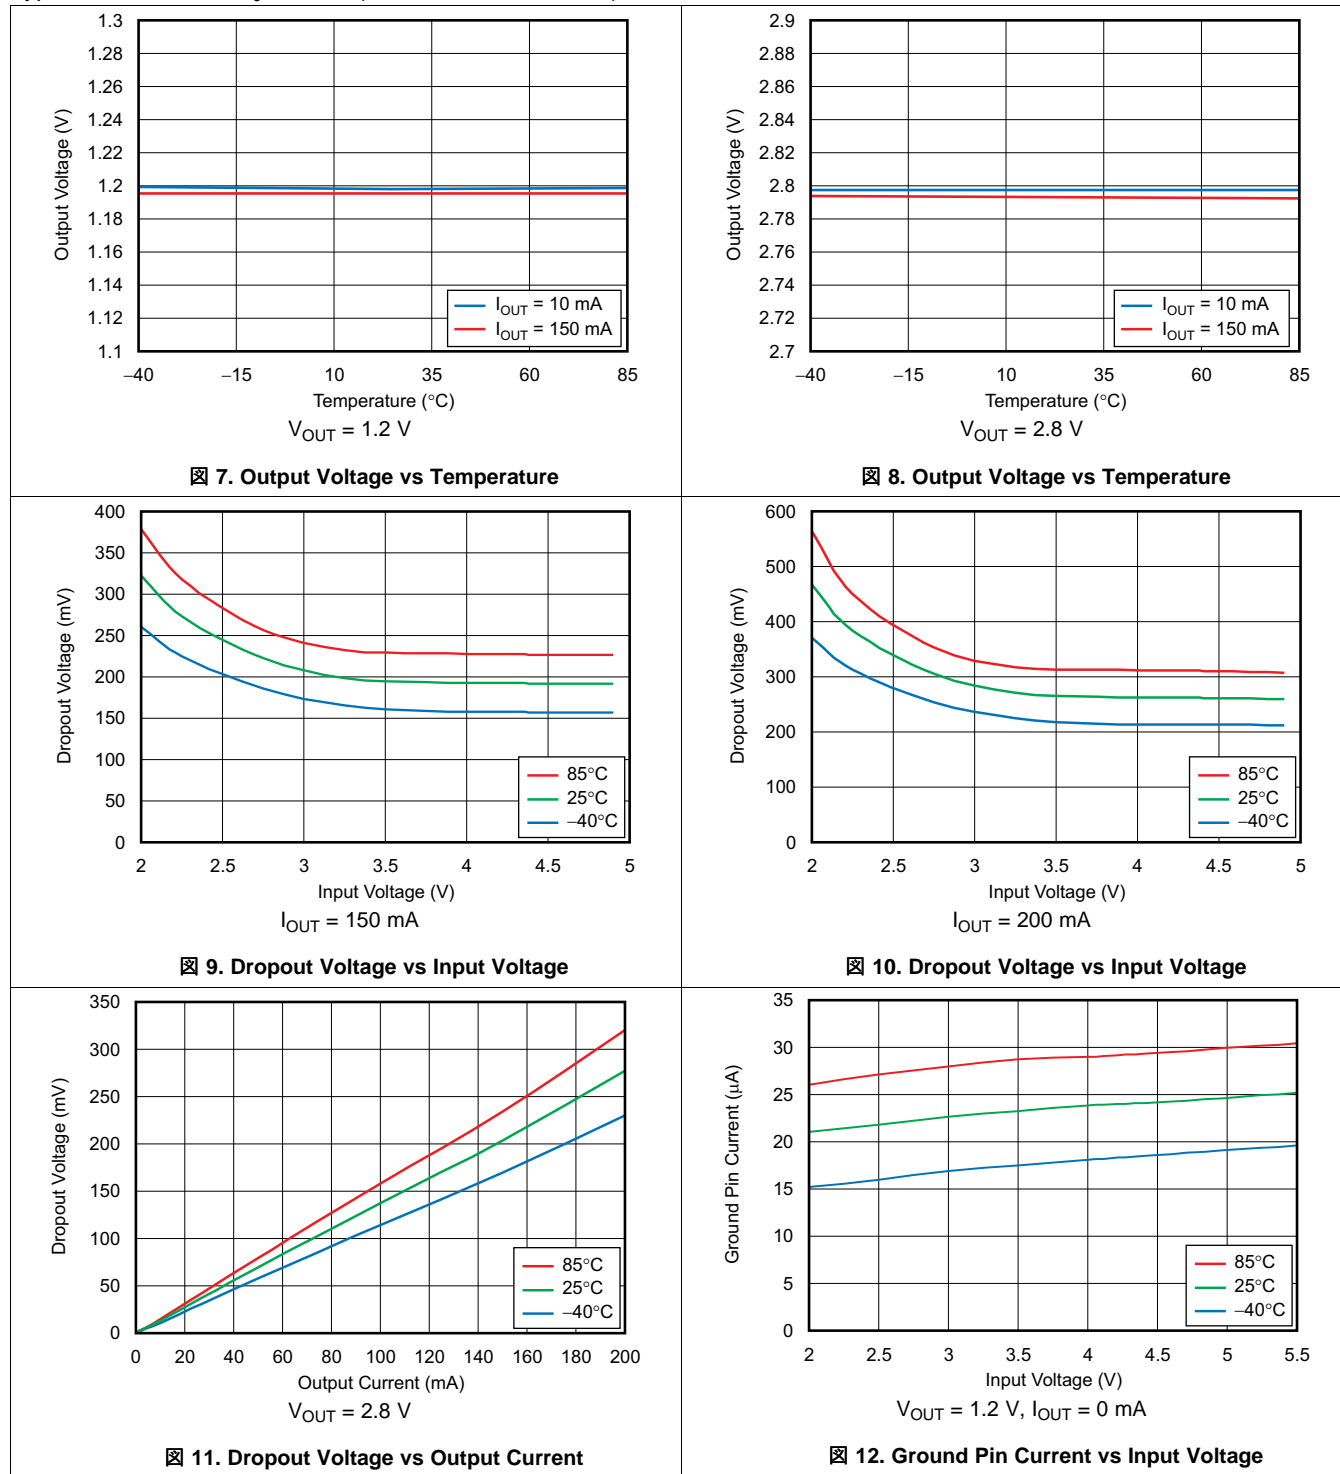 1.3
1.28
1.26
1.24
1.22
1.2
1.18
1.16
1.14
1.12
1.1
Output Voltage (V)
–40 –15 10 35 60 85
Temperature (°C)
I_OUT = 10 mA
I_OUT = 150 mA
V_OUT = 1.2 V
図 7. Output Voltage vs Temperature
2.9
2.88
2.86
2.84
2.82
2.8
2.78
2.76
2.74
2.72
2.7
Output Voltage (V)
–40 –15 10 35 60 85
Temperature (°C)
I_OUT = 10 mA
I_OUT = 150 mA
V_OUT = 2.8 V
図 8. Output Voltage vs Temperature
400
350
300
250
200
150
100
50
0
Dropout Voltage (mV)
2 2.5 3 3.5 4 4.5 5
Input Voltage (V)
85°C
25°C
–40°C
I_OUT = 150 mA
図 9. Dropout Voltage vs Input Voltage
600
500
400
300
200
100
0
Dropout Voltage (mV)
2 2.5 3 3.5 4 4.5 5
Input Voltage (V)
85°C
25°C
–40°C
I_OUT = 200 mA
図 10. Dropout Voltage vs Input Voltage
350
300
250
200
150
100
50
0
Dropout Voltage (mV)
0 20 40 60 80 100 120 140 160 180 200
Output Current (mA)
85°C
25°C
–40°C
V_OUT = 2.8 V
図 11. Dropout Voltage vs Output Current
35
30
25
20
15
10
5
0
Ground Pin Current (μA)
2 2.5 3 3.5 4 4.5 5 5.5
Input Voltage (V)
85°C
25°C
–40°C
V_OUT = 1.2 V, I_OUT = 0 mA
図 12. Ground Pin Current vs Input Voltage